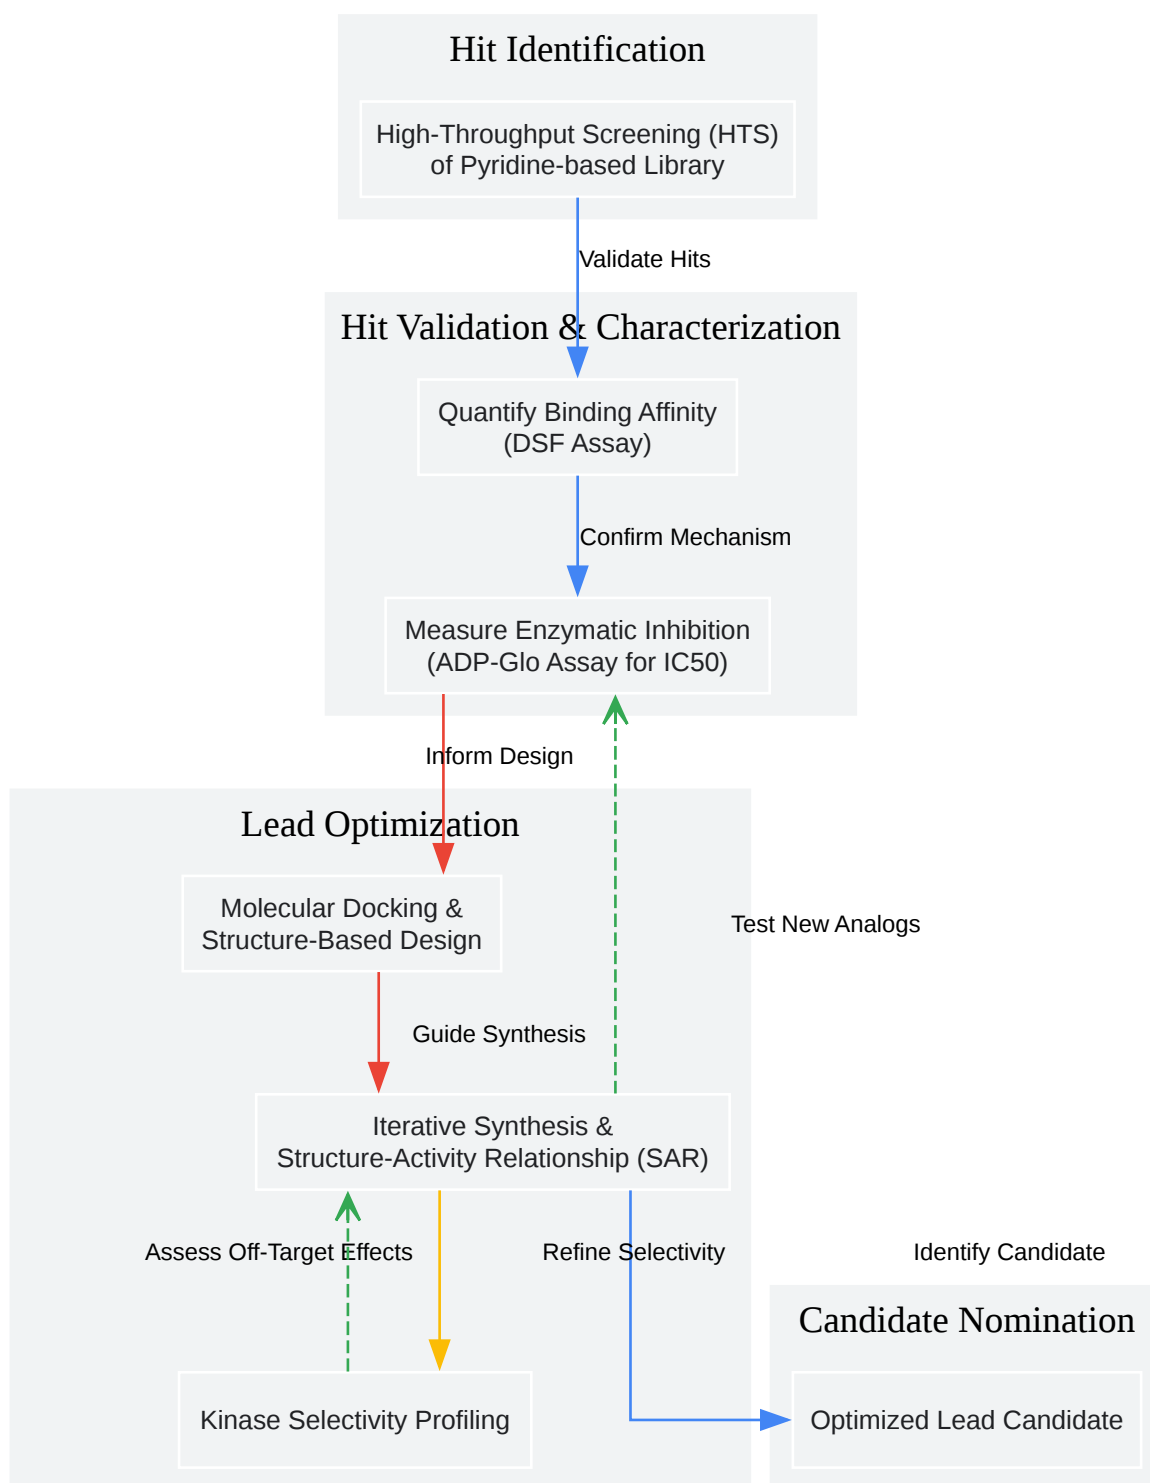 Hit Identification
High-Throughput Screening (HTS)
of Pyridine-based Library
Validate Hits
Hit Validation & Characterization
Quantify Binding Affinity
(DSF Assay)
Confirm Mechanism
Measure Enzymatic Inhibition
(ADP-Glo Assay for IC50)
Inform Design
Lead Optimization
Molecular Docking &
Structure-Based Design
Test New Analogs
Guide Synthesis
Iterative Synthesis &
Structure-Activity Relationship (SAR)
Assess Off-Target Effects
Refine Selectivity
Identify Candidate
Candidate Nomination
Kinase Selectivity Profiling
Optimized Lead Candidate